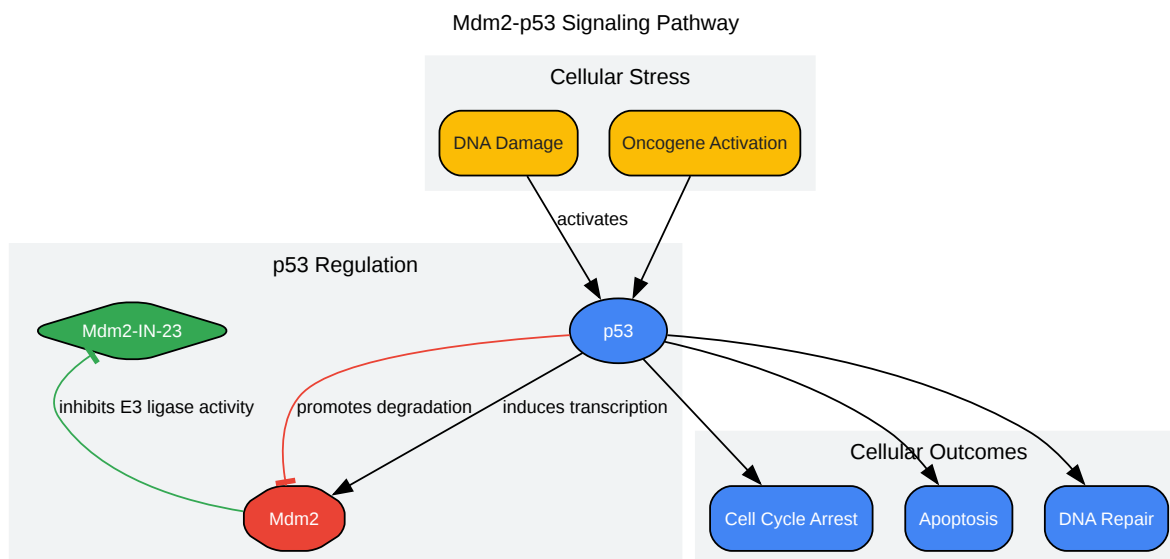 Mdm2-p53 Signaling Pathway
Cellular Stress
DNA Damage
Oncogene Activation
activates
p53 Regulation
Mdm2-IN-23
p53
inhibits E3 ligase activity
promotes degradation
induces transcription
Cellular Outcomes
Mdm2
Cell Cycle Arrest
Apoptosis
DNA Repair